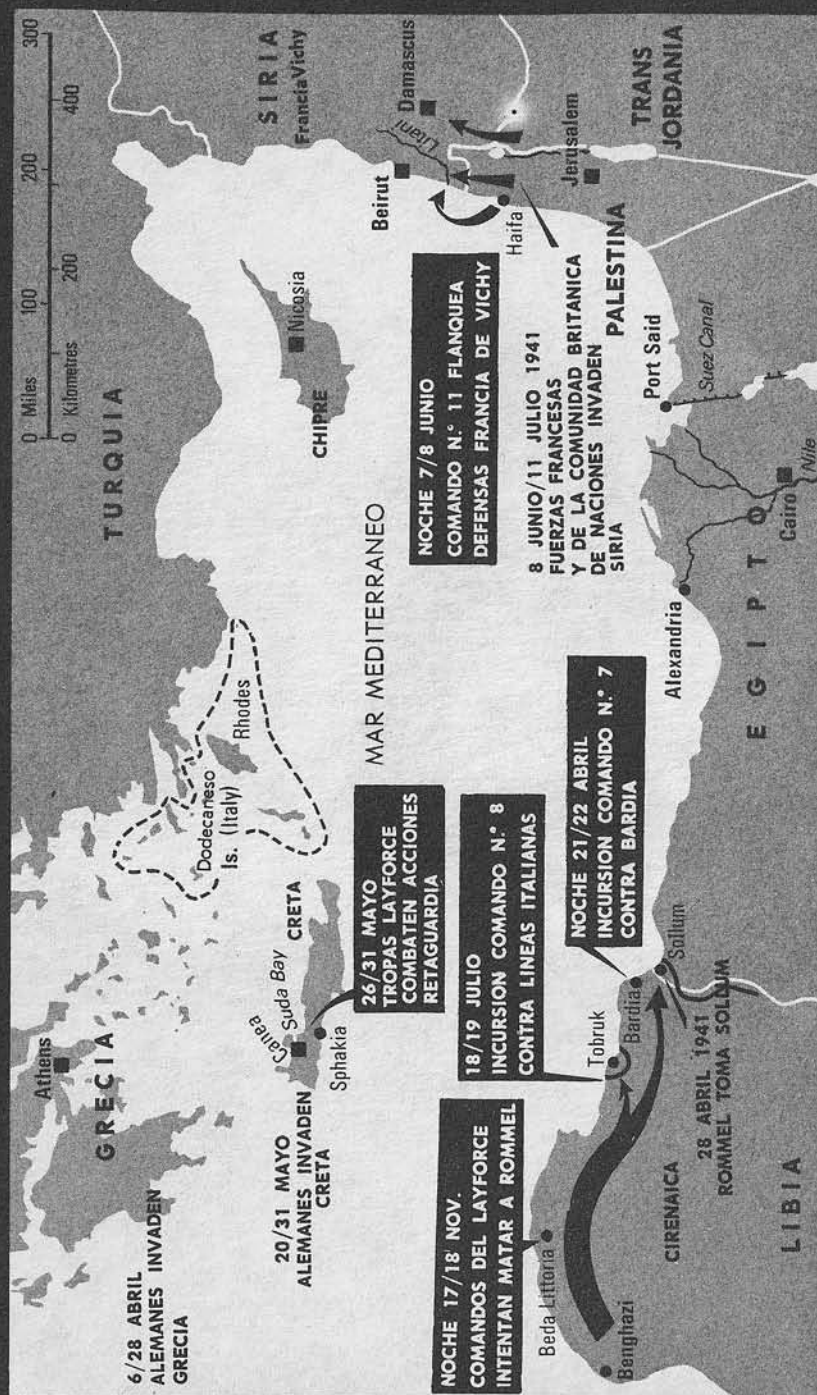 6/28 ABRIL
ALEMANES INVADEN
GRECIA
GRECIA
Athens
TURQUIA
0 Miles 100 200 300
0 Kilometres 200 400
SIRIA
Francia Vichy
Dodecaneso
Is. (Italy)
Rhodes
CHIPRE
Nicosia
Beirut
Litani
Damascus
20/31 MAYO
ALEMANES INVADEN
CRETA
Canea
Suda Bay
CRETA
Sphakia
26/31 MAYO
TROPAS LAYFORCE
COMBATEN ACCIONES
RETAGUARDIA
MAR MEDITERRANEO
NOCHE 7/8 JUNIO
COMANDO N.º 11 FLANQUEA
DEFENSAS FRANCIA DE VICHY
Haifa
Jerusalem
TRANS
JORDANIA
PALESTINA
8 JUNIO/11 JULIO 1941
FUERZAS FRANCESAS
Y DE LA COMUNIDAD BRITANICA
DE NACIONES INVADEN
SIRIA
NOCHE 17/18 NOV.
COMANDOS DEL LAYFORCE
INTENTAN MATAR A ROMMEL
18/19 JULIO
INCURSION COMANDO N.º 8
CONTRA LINEAS ITALIANAS
NOCHE 21/22 ABRIL
INCURSION COMANDO N.º 7
CONTRA BARDIA
Beda Littoria
Benghazi
Tobruk
Bardia
Sollum
CIRENAICA
28 ABRIL 1941
ROMMEL TOMA SOLLUM
LIBIA
Alexandria
Port Said
Suez Canal
Cairo
Nile
EGIPTO